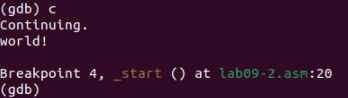 (gdb) c
Continuing.
world!

Breakpoint 4, _start () at lab09-2.asm:20
(gdb)